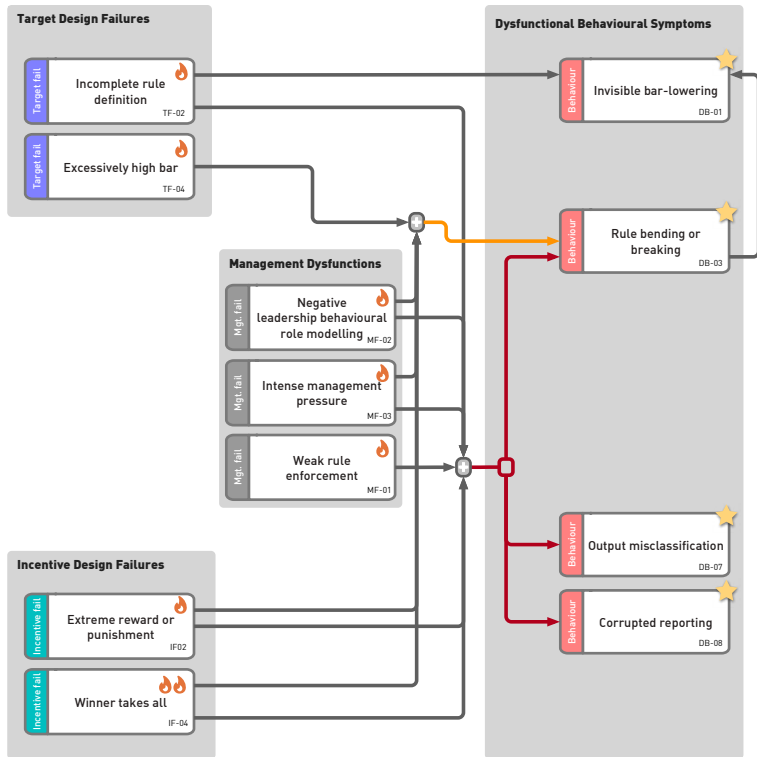 Target Design Failures
Target fail
Incomplete rule
definition
TF-02
Target fail
Excessively high bar
TF-04
Management Dysfunctions
Mgt. fail
Negative
leadership behavioural
role modelling
MF-02
Mgt. fail
Intense management
pressure
MF-03
Mgt. fail
Weak rule
enforcement
MF-01
Incentive Design Failures
Incentive fail
Extreme reward or
punishment
IF02
Incentive fail
Winner takes all
IF-04
Dysfunctional Behavioural Symptoms
Behaviour
Invisible bar-lowering
DB-01
Behaviour
Rule bending or
breaking
DB-03
Behaviour
Output misclassification
DB-07
Behaviour
Corrupted reporting
DB-08